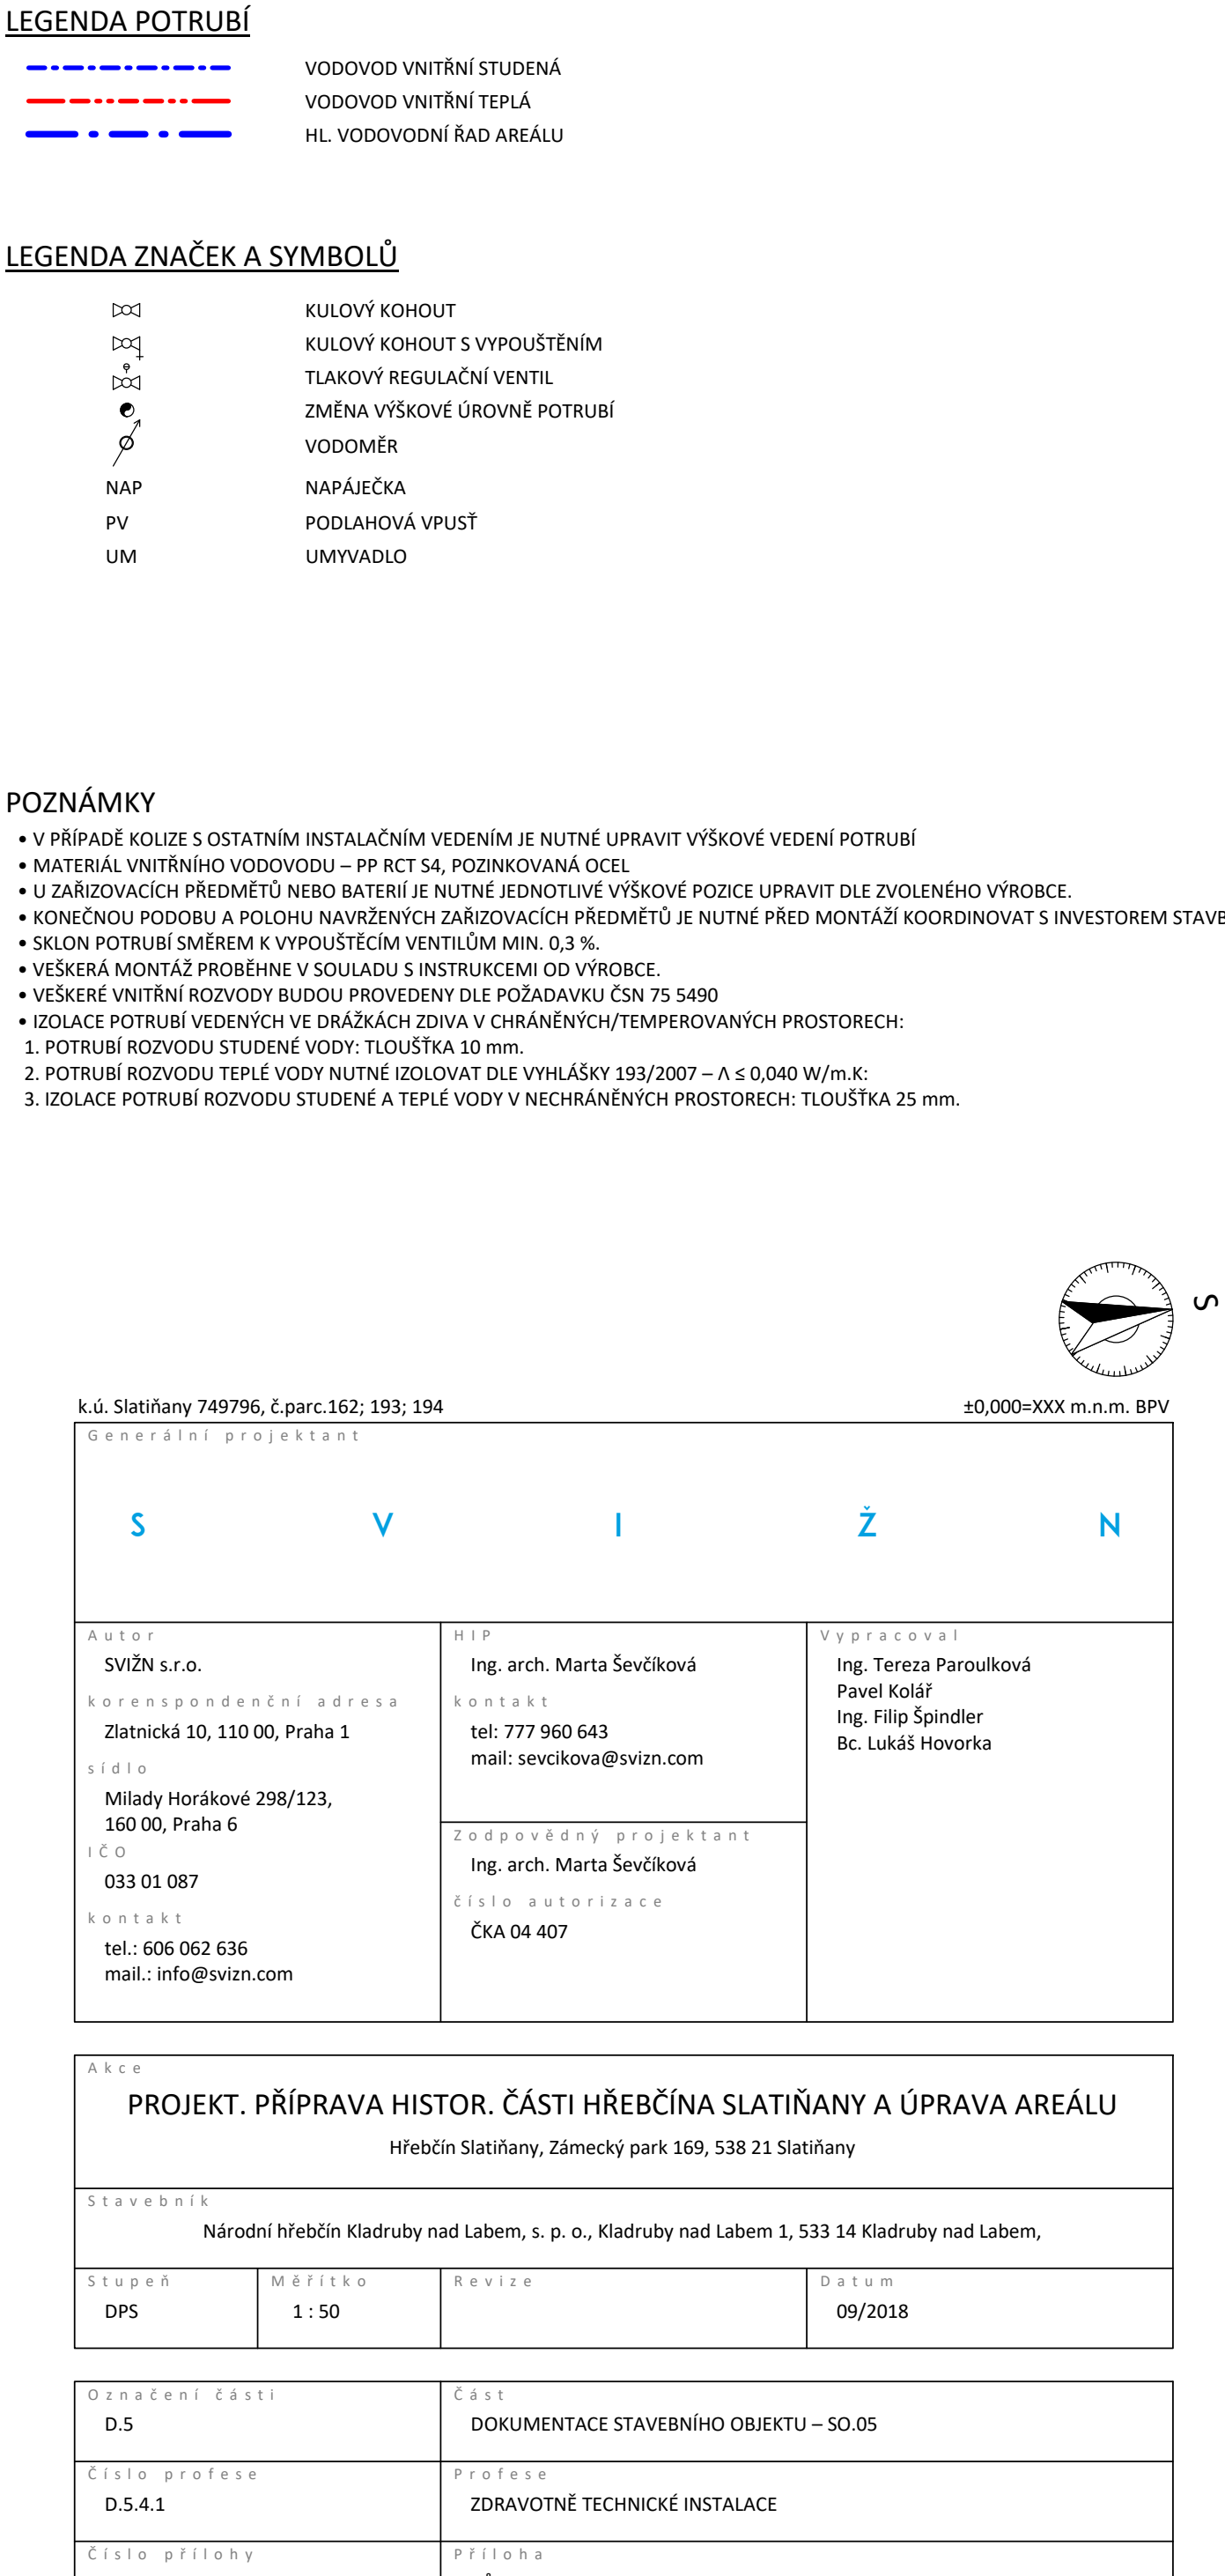 LEGENDA POTRUBÍ
VODOVOD VNITŘNÍ STUDENÁ
VODOVOD VNITŘNÍ TEPLÁ
HL. VODOVODNÍ ŘAD AREÁLU
LEGENDA ZNAČEK A SYMBOLŮ
KULOVÝ KOHOUT
KULOVÝ KOHOUT S VYPOUŠTĚNÍM
TLAKOVÝ REGULAČNÍ VENTIL
ZMĚNA VÝŠKOVÉ ÚROVNĚ POTRUBÍ
VODOMĚR
NAP NAPÁJEČKA
PV PODLAHOVÁ VPUSŤ
UM UMYVADLO
POZNÁMKY
• V PŘÍPADĚ KOLIZE S OSTATNÍM INSTALAČNÍM VEDENÍM JE NUTNÉ UPRAVIT VÝŠKOVÉ VEDENÍ POTRUBÍ
• MATERIÁL VNITŘNÍHO VODOVODU – PP RCT S4, POZINKOVANÁ OCEL
• U ZAŘIZOVACÍCH PŘEDMĚTŮ NEBO BATERIÍ JE NUTNÉ JEDNOTLIVÉ VÝŠKOVÉ POZICE UPRAVIT DLE ZVOLENÉHO VÝROBCE.
• KONEČNOU PODOBU A POLOHU NAVRŽENÝCH ZAŘIZOVACÍCH PŘEDMĚTŮ JE NUTNÉ PŘED MONTÁŽÍ KOORDINOVAT S INVESTOREM STAVB
• SKLON POTRUBÍ SMĚREM K VYPOUŠTĚCÍM VENTILŮM MIN. 0,3 %.
• VEŠKERÁ MONTÁŽ PROBĚHNE V SOULADU S INSTRUKCEMI OD VÝROBCE.
• VEŠKERÉ VNITŘNÍ ROZVODY BUDOU PROVEDENY DLE POŽADAVKU ČSN 75 5490
• IZOLACE POTRUBÍ VEDENÝCH VE DRÁŽKÁCH ZDIVA V CHRÁNĚNÝCH/TEMPEROVANÝCH PROSTORECH:
1. POTRUBÍ ROZVODU STUDENÉ VODY: TLOUŠŤKA 10 mm.
2. POTRUBÍ ROZVODU TEPLÉ VODY NUTNÉ IZOLOVAT DLE VYHLÁŠKY 193/2007 – Λ ≤ 0,040 W/m.K:
3. IZOLACE POTRUBÍ ROZVODU STUDENÉ A TEPLÉ VODY V NECHRÁNĚNÝCH PROSTORECH: TLOUŠŤKA 25 mm.
S
k.ú. Slatiňany 749796, č.parc.162; 193; 194 ±0,000=XXX m.n.m. BPV
Generální projektant
S V I Ž N
Autor
SVIŽN s.r.o.
korenspondenční adresa
Zlatnická 10, 110 00, Praha 1
sídlo
Milady Horákové 298/123,
160 00, Praha 6
IČO
033 01 087
kontakt
tel.: 606 062 636
mail.: info@svizn.com
HIP
Ing. arch. Marta Ševčíková
kontakt
tel: 777 960 643
mail: sevcikova@svizn.com
Zodpovědný projektant
Ing. arch. Marta Ševčíková
číslo autorizace
ČKA 04 407
Vypracoval
Ing. Tereza Paroulková
Pavel Kolář
Ing. Filip Špindler
Bc. Lukáš Hovorka
Akce
PROJEKT. PŘÍPRAVA HISTOR. ČÁSTI HŘEBČÍNA SLATIŇANY A ÚPRAVA AREÁLU
Hřebčín Slatiňany, Zámecký park 169, 538 21 Slatiňany
Stavebník
Národní hřebčín Kladruby nad Labem, s. p. o., Kladruby nad Labem 1, 533 14 Kladruby nad Labem,
Stupeň Měřítko Revize Datum
DPS 1 : 50 09/2018
Označení části Část
D.5 DOKUMENTACE STAVEBNÍHO OBJEKTU – SO.05
Číslo profese Profese
D.5.4.1 ZDRAVOTNĚ TECHNICKÉ INSTALACE
Číslo přílohy Příloha